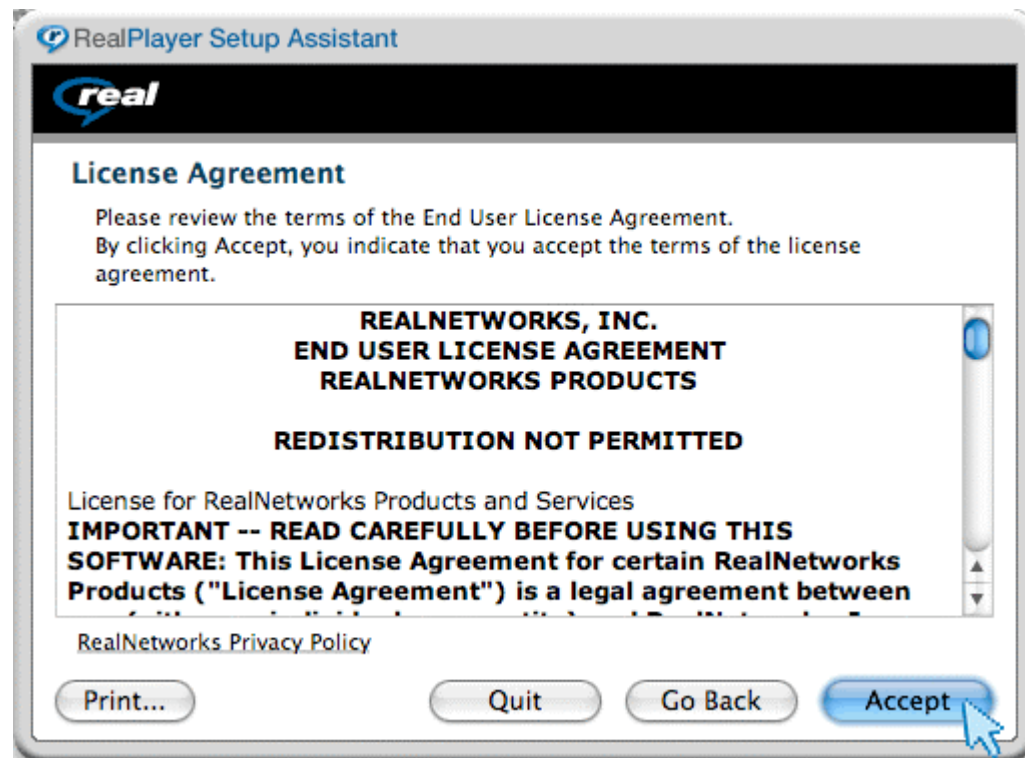 RealPlayer Setup Assistant
real
License Agreement
Please review the terms of the End User License Agreement.
By clicking Accept, you indicate that you accept the terms of the license
agreement.
REALNETWORKS, INC.
END USER LICENSE AGREEMENT
REALNETWORKS PRODUCTS
REDISTRIBUTION NOT PERMITTED
License for RealNetworks Products and Services
IMPORTANT -- READ CAREFULLY BEFORE USING THIS
SOFTWARE: This License Agreement for certain RealNetworks
Products ("License Agreement") is a legal agreement between
RealNetworks Privacy Policy
Print...
Quit
Go Back
Accept